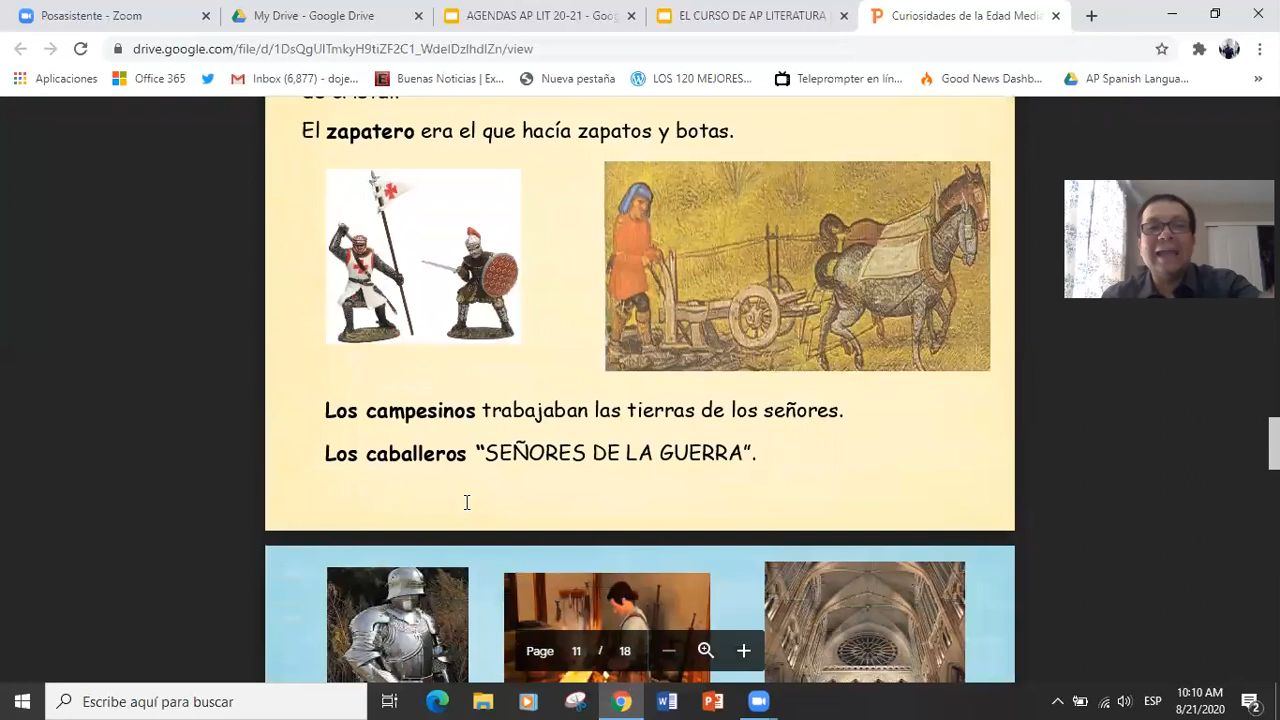 Posasistente - Zoom
My Drive - Google Drive
AGENDAS AP LIT 20-21 - Goog
EL CURSO DE AP LITERATURA
Curiosidades de la Edad Media
drive.google.com/file/d/1DsQgUITmkyH9tiZF2C1_WdeIDzlhdlZn/view
Aplicaciones
Office 365
Inbox (6,877) - doje...
Buenas Noticias | Ex...
Nueva pestaña
LOS 120 MEJORES...
Teleprompter en lín...
Good News Dashb...
AP Spanish Langua...
»
El zapatero era el que hacía zapatos y botas.
Los campesinos trabajaban las tierras de los señores.
Los caballeros “SEÑORES DE LA GUERRA”.
Page 11 / 18
Escribe aquí para buscar
ESP
10:10 AM
8/21/2020
2